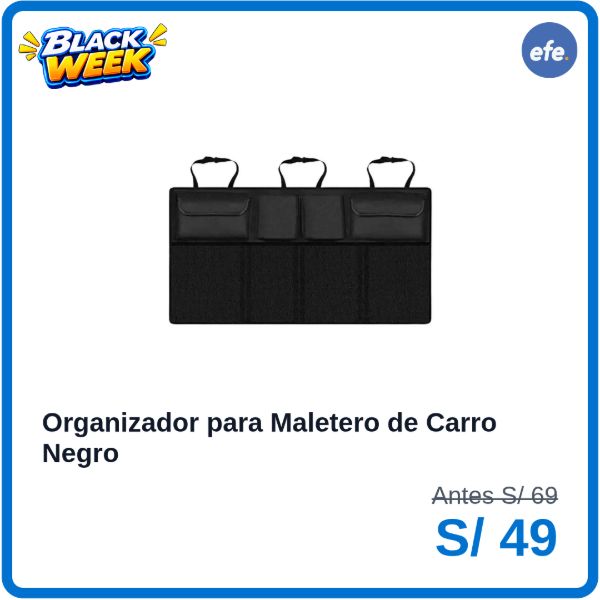 BLACK
WEEK
efe.
Organizador para Maletero de Carro
Negro
Antes S/ 69
S/ 49